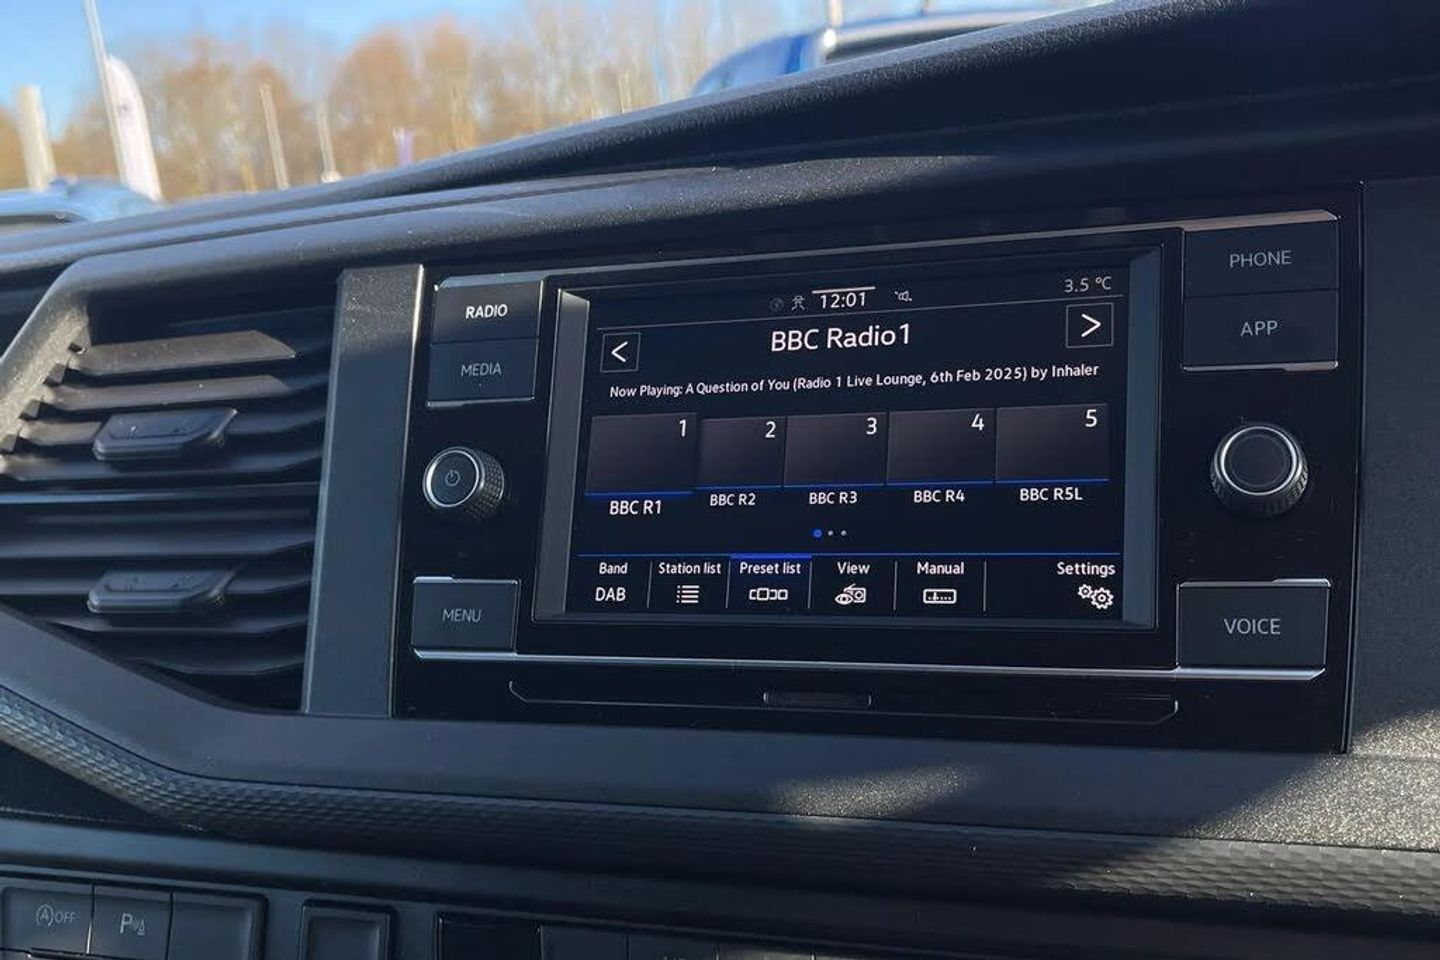 12:01
3.5 °C
PHONE
RADIO
BBC Radio1
APP
MEDIA
<
>
Now Playing: A Question of You (Radio 1 Live Lounge, 6th Feb 2025) by Inhaler
1
2
3
4
5
BBC R1
BBC R2
BBC R3
BBC R4
BBC R5L
Band
Station list
Preset list
View
Manual
Settings
DAB
MENU
VOICE
A OFF
P